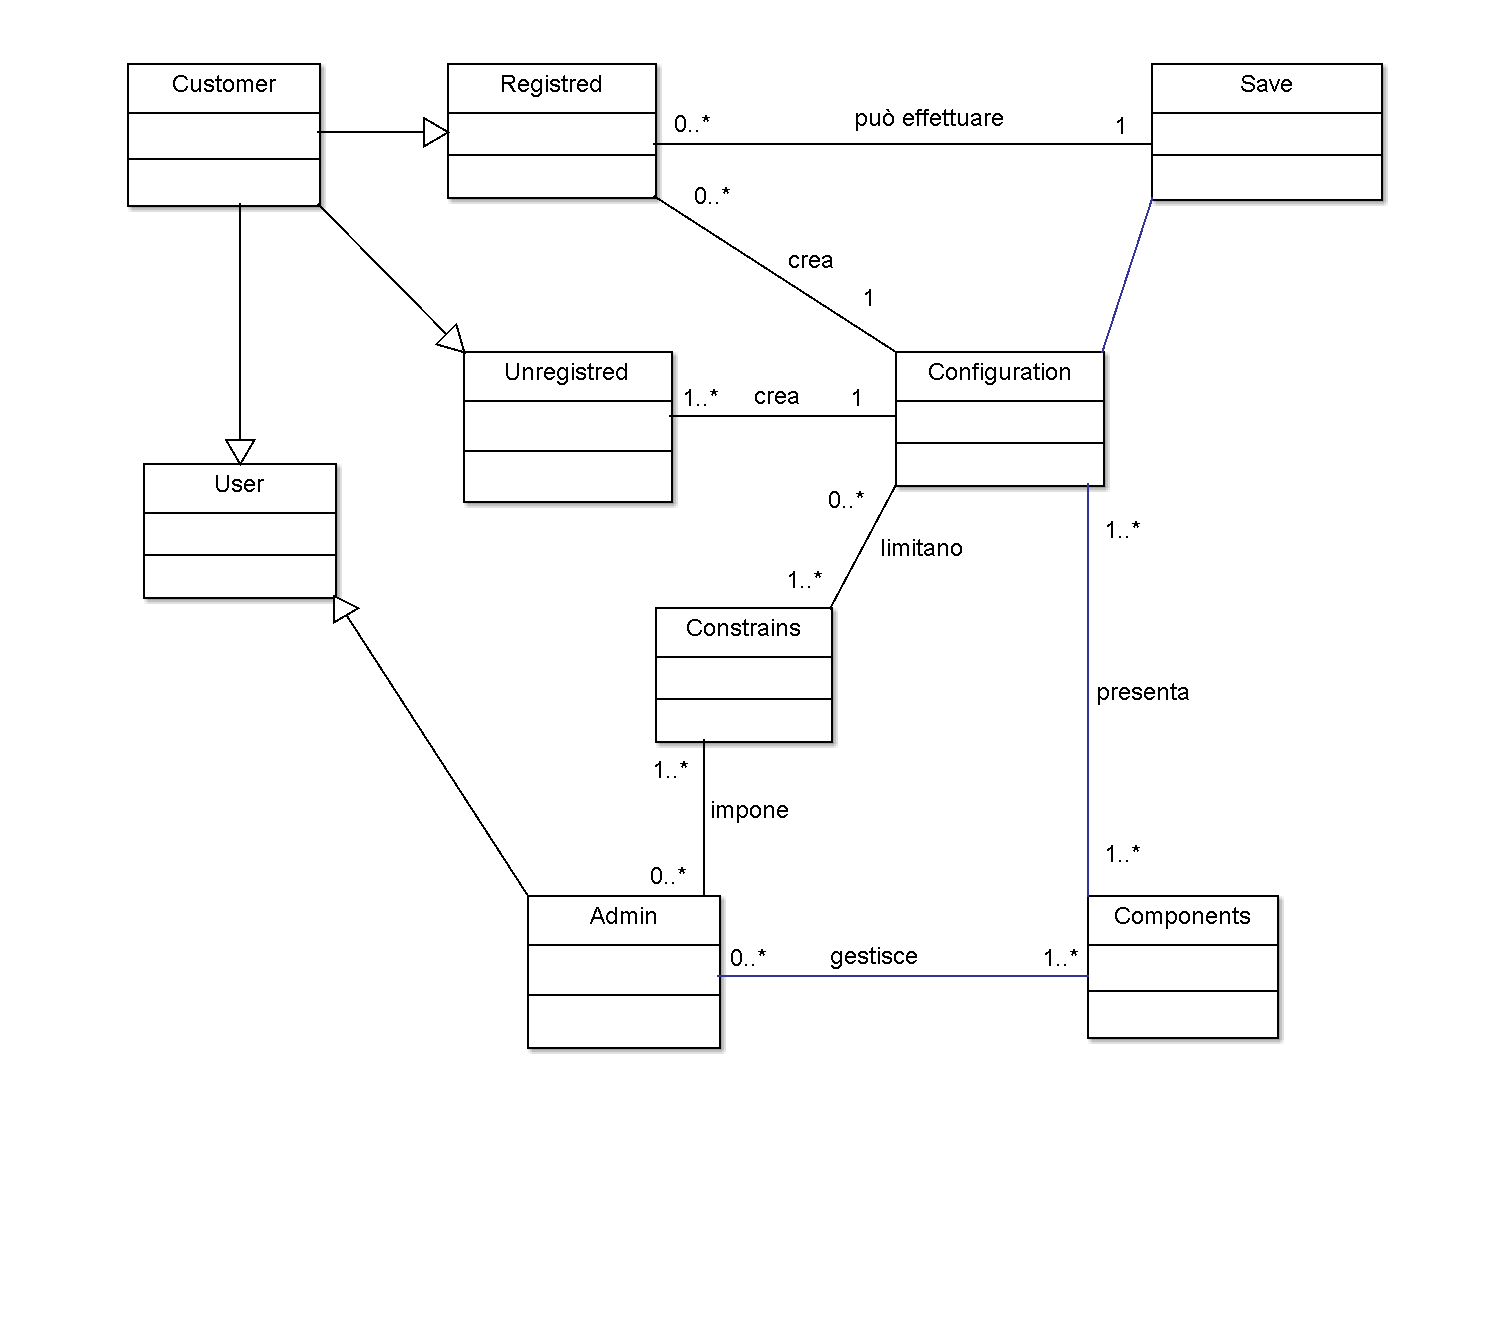 Customer
Registred
Save
0..*
può effettuare
1
0..*
crea
1
Unregistred
Configuration
1..*
crea
1
User
0..*
1..*
limitano
1..*
Constrains
presenta
1..*
impone
0..*
1..*
Admin
Components
0..*
gestisce
1..*